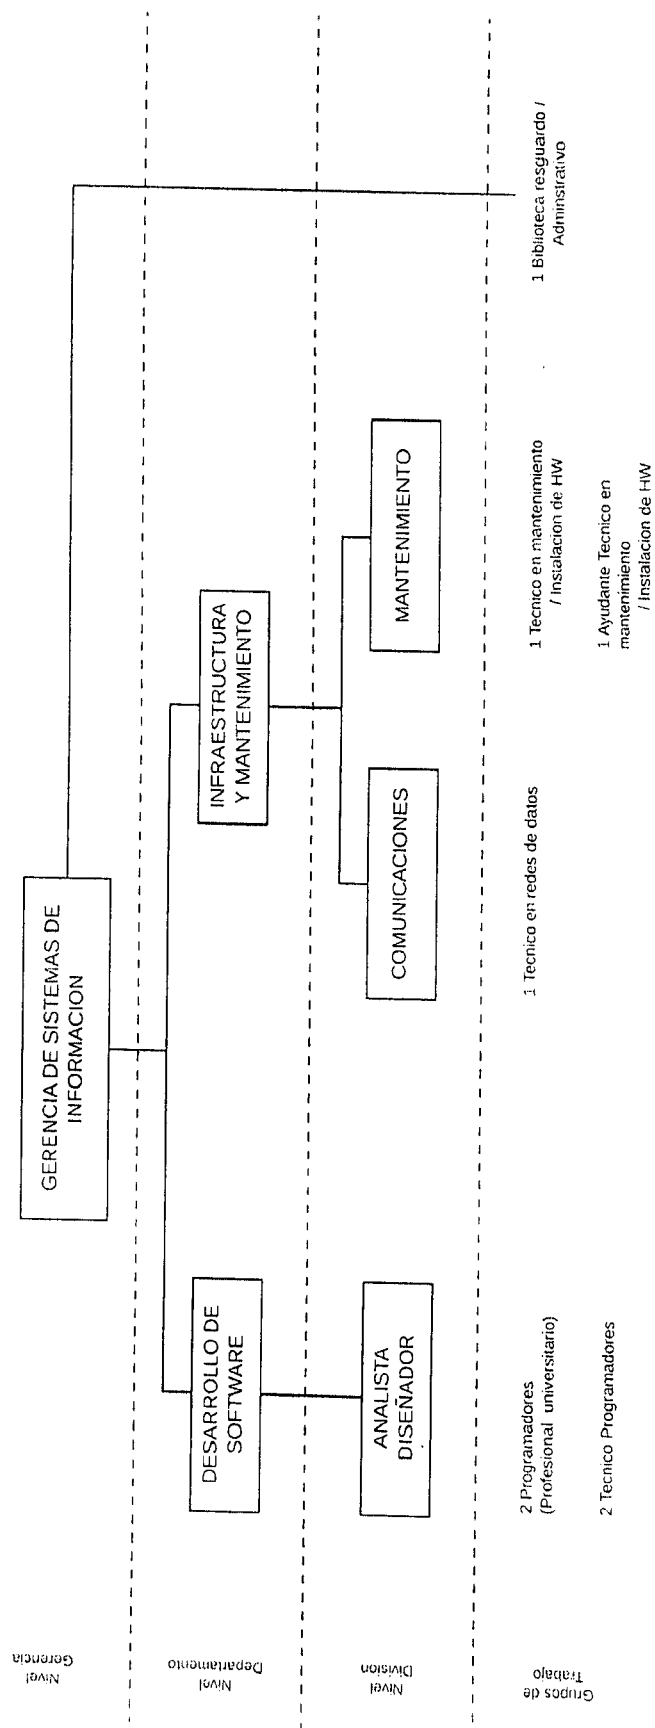 Nivel
Gerencia
GERENCIA DE SISTEMAS DE
INFORMACION
Nivel
Departamento
DESARROLLO DE
SOFTWARE
INFRAESTRUCTURA
Y MANTENIMIENTO
Nivel
Division
ANALISTA
DISEÑADOR
COMUNICACIONES
MANTENIMIENTO
Grupos de
Trabajo
2 Programadores
(Profesional universitario)
2 Tecnico Programadores
1 Tecnico en redes de datos
1 Tecnico en mantenimiento
/ Instalacion de HW
1 Ayudante Tecnico en
mantenimiento
/ Instalacion de HW
1 Biblioteca resguardo /
Adminstrativo